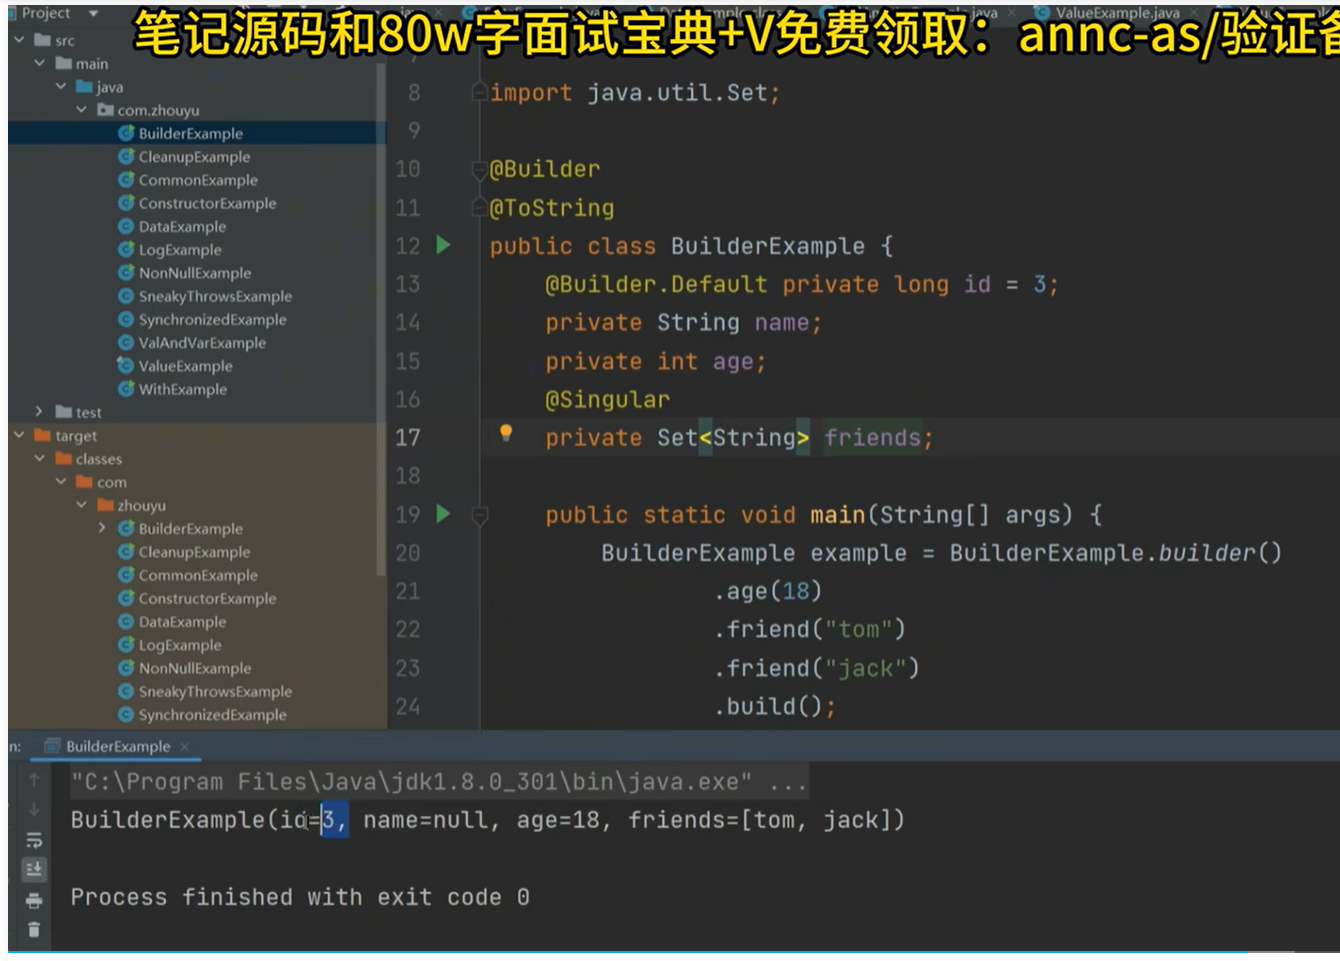 Project
java
ValueExample.java
笔记源码和80w字面试宝典+V免费领取：annc-as/验证备
src
main
java
com.zhouyu
BuilderExample
CleanupExample
CommonExample
ConstructorExample
DataExample
LogExample
NonNullExample
SneakyThrowsExample
SynchronizedExample
ValAndVarExample
ValueExample
WithExample
test
target
classes
com
zhouyu
BuilderExample
CleanupExample
CommonExample
ConstructorExample
DataExample
LogExample
NonNullExample
SneakyThrowsExample
SynchronizedExample
8 import java.util.Set;
9
10 @Builder
11 @ToString
12 public class BuilderExample {
13 @Builder.Default private long id = 3;
14 private String name;
15 private int age;
16 @Singular
17 private Set<String> friends;
18
19 public static void main(String[] args) {
20 BuilderExample example = BuilderExample.builder()
21 .age(18)
22 .friend("tom")
23 .friend("jack")
24 .build();
n: BuilderExample
"C:\Program Files\Java\jdk1.8.0_301\bin\java.exe" ...
BuilderExample(id=3, name=null, age=18, friends=[tom, jack])
Process finished with exit code 0